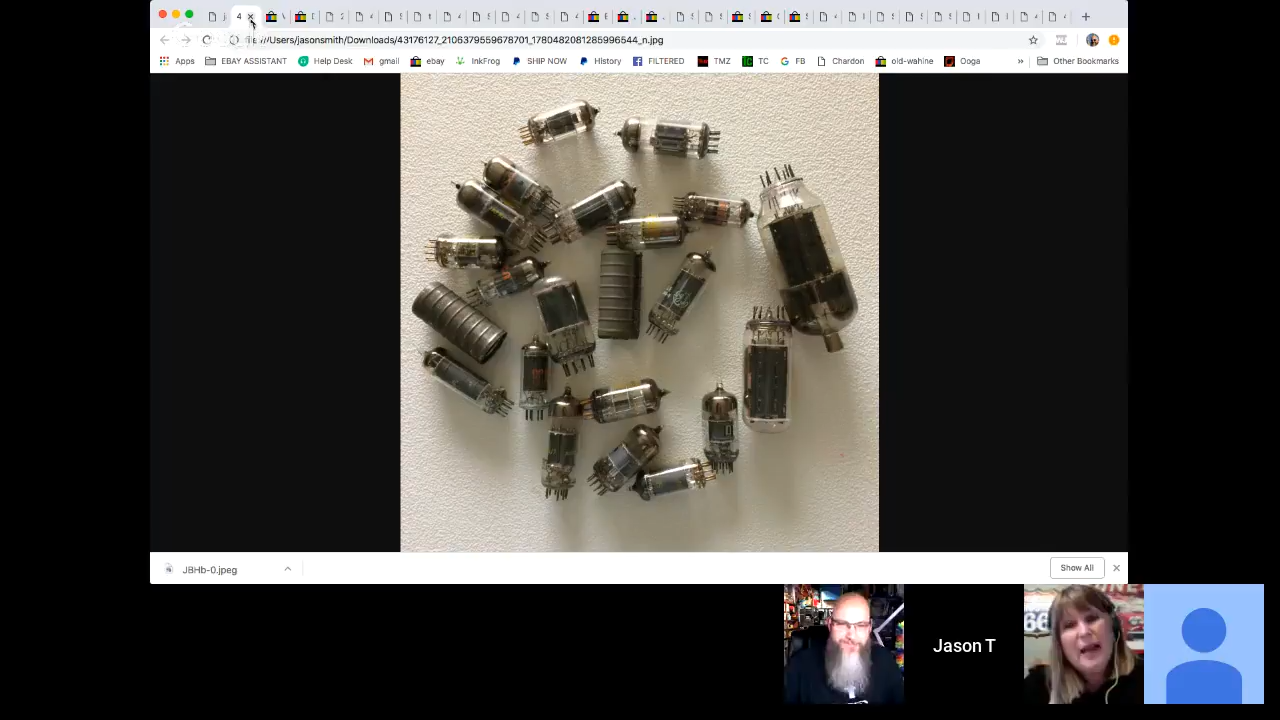 file:///Users/jasonsmith/Downloads/43176127_2106379559678701_1780482081285996544_n.jpg
Apps EBAY ASSISTANT Help Desk gmail ebay InkFrog SHIP NOW History FILTERED TMZ TC FB Chardon old-wahine Ooga » Other Bookmarks
JBHb-0.jpeg
Show All
Jason T
66